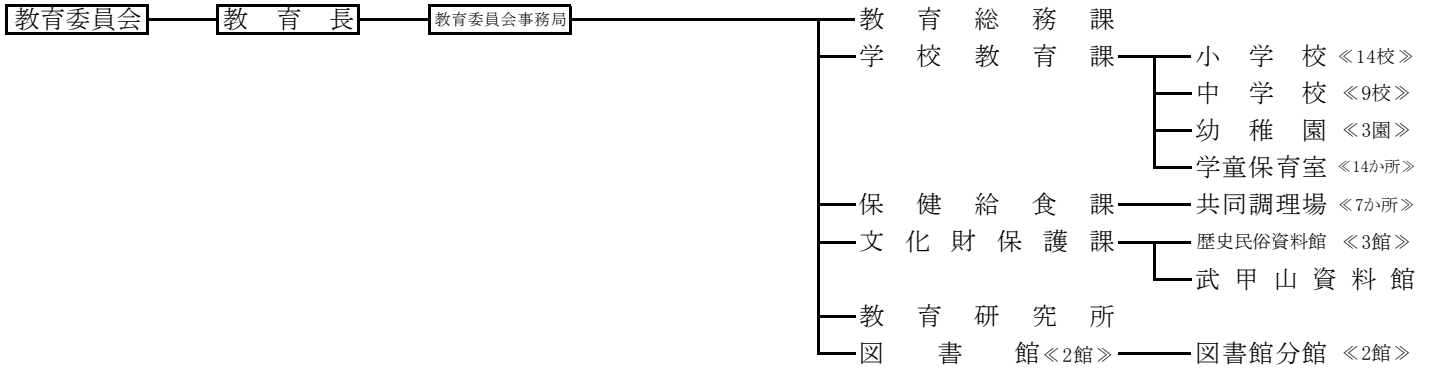 教育委員会 教育長 教育委員会事務局 教育総務課
学校教育課 小学校 ≪14校≫
中学校 ≪9校≫
幼稚園 ≪3園≫
学童保育室 ≪14か所≫
保健給食課 共同調理場 ≪7か所≫
文化財保護課 歴史民俗資料館 ≪3館≫
武甲山資料館
教育研究所
図書館≪2館≫ 図書館分館 ≪2館≫